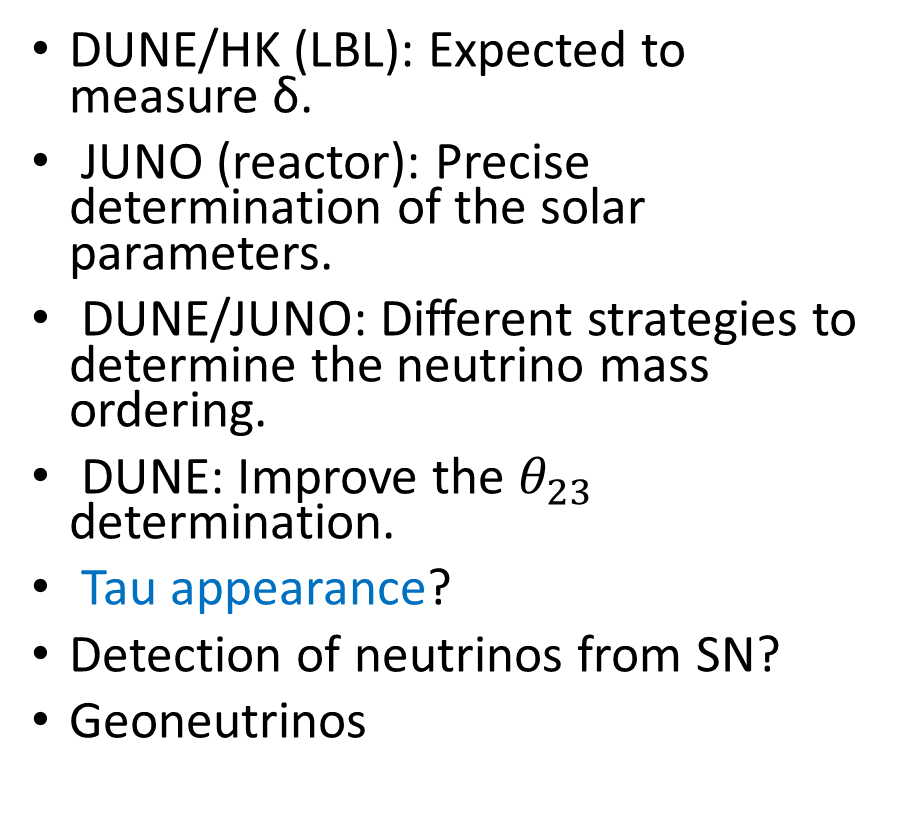 • DUNE/HK (LBL): Expected to
measure δ.
• JUNO (reactor): Precise
determination of the solar
parameters.
• DUNE/JUNO: Different strategies to
determine the neutrino mass
ordering.
• DUNE: Improve the θ₂₃
determination.
• Tau appearance?
• Detection of neutrinos from SN?
• Geoneutrinos